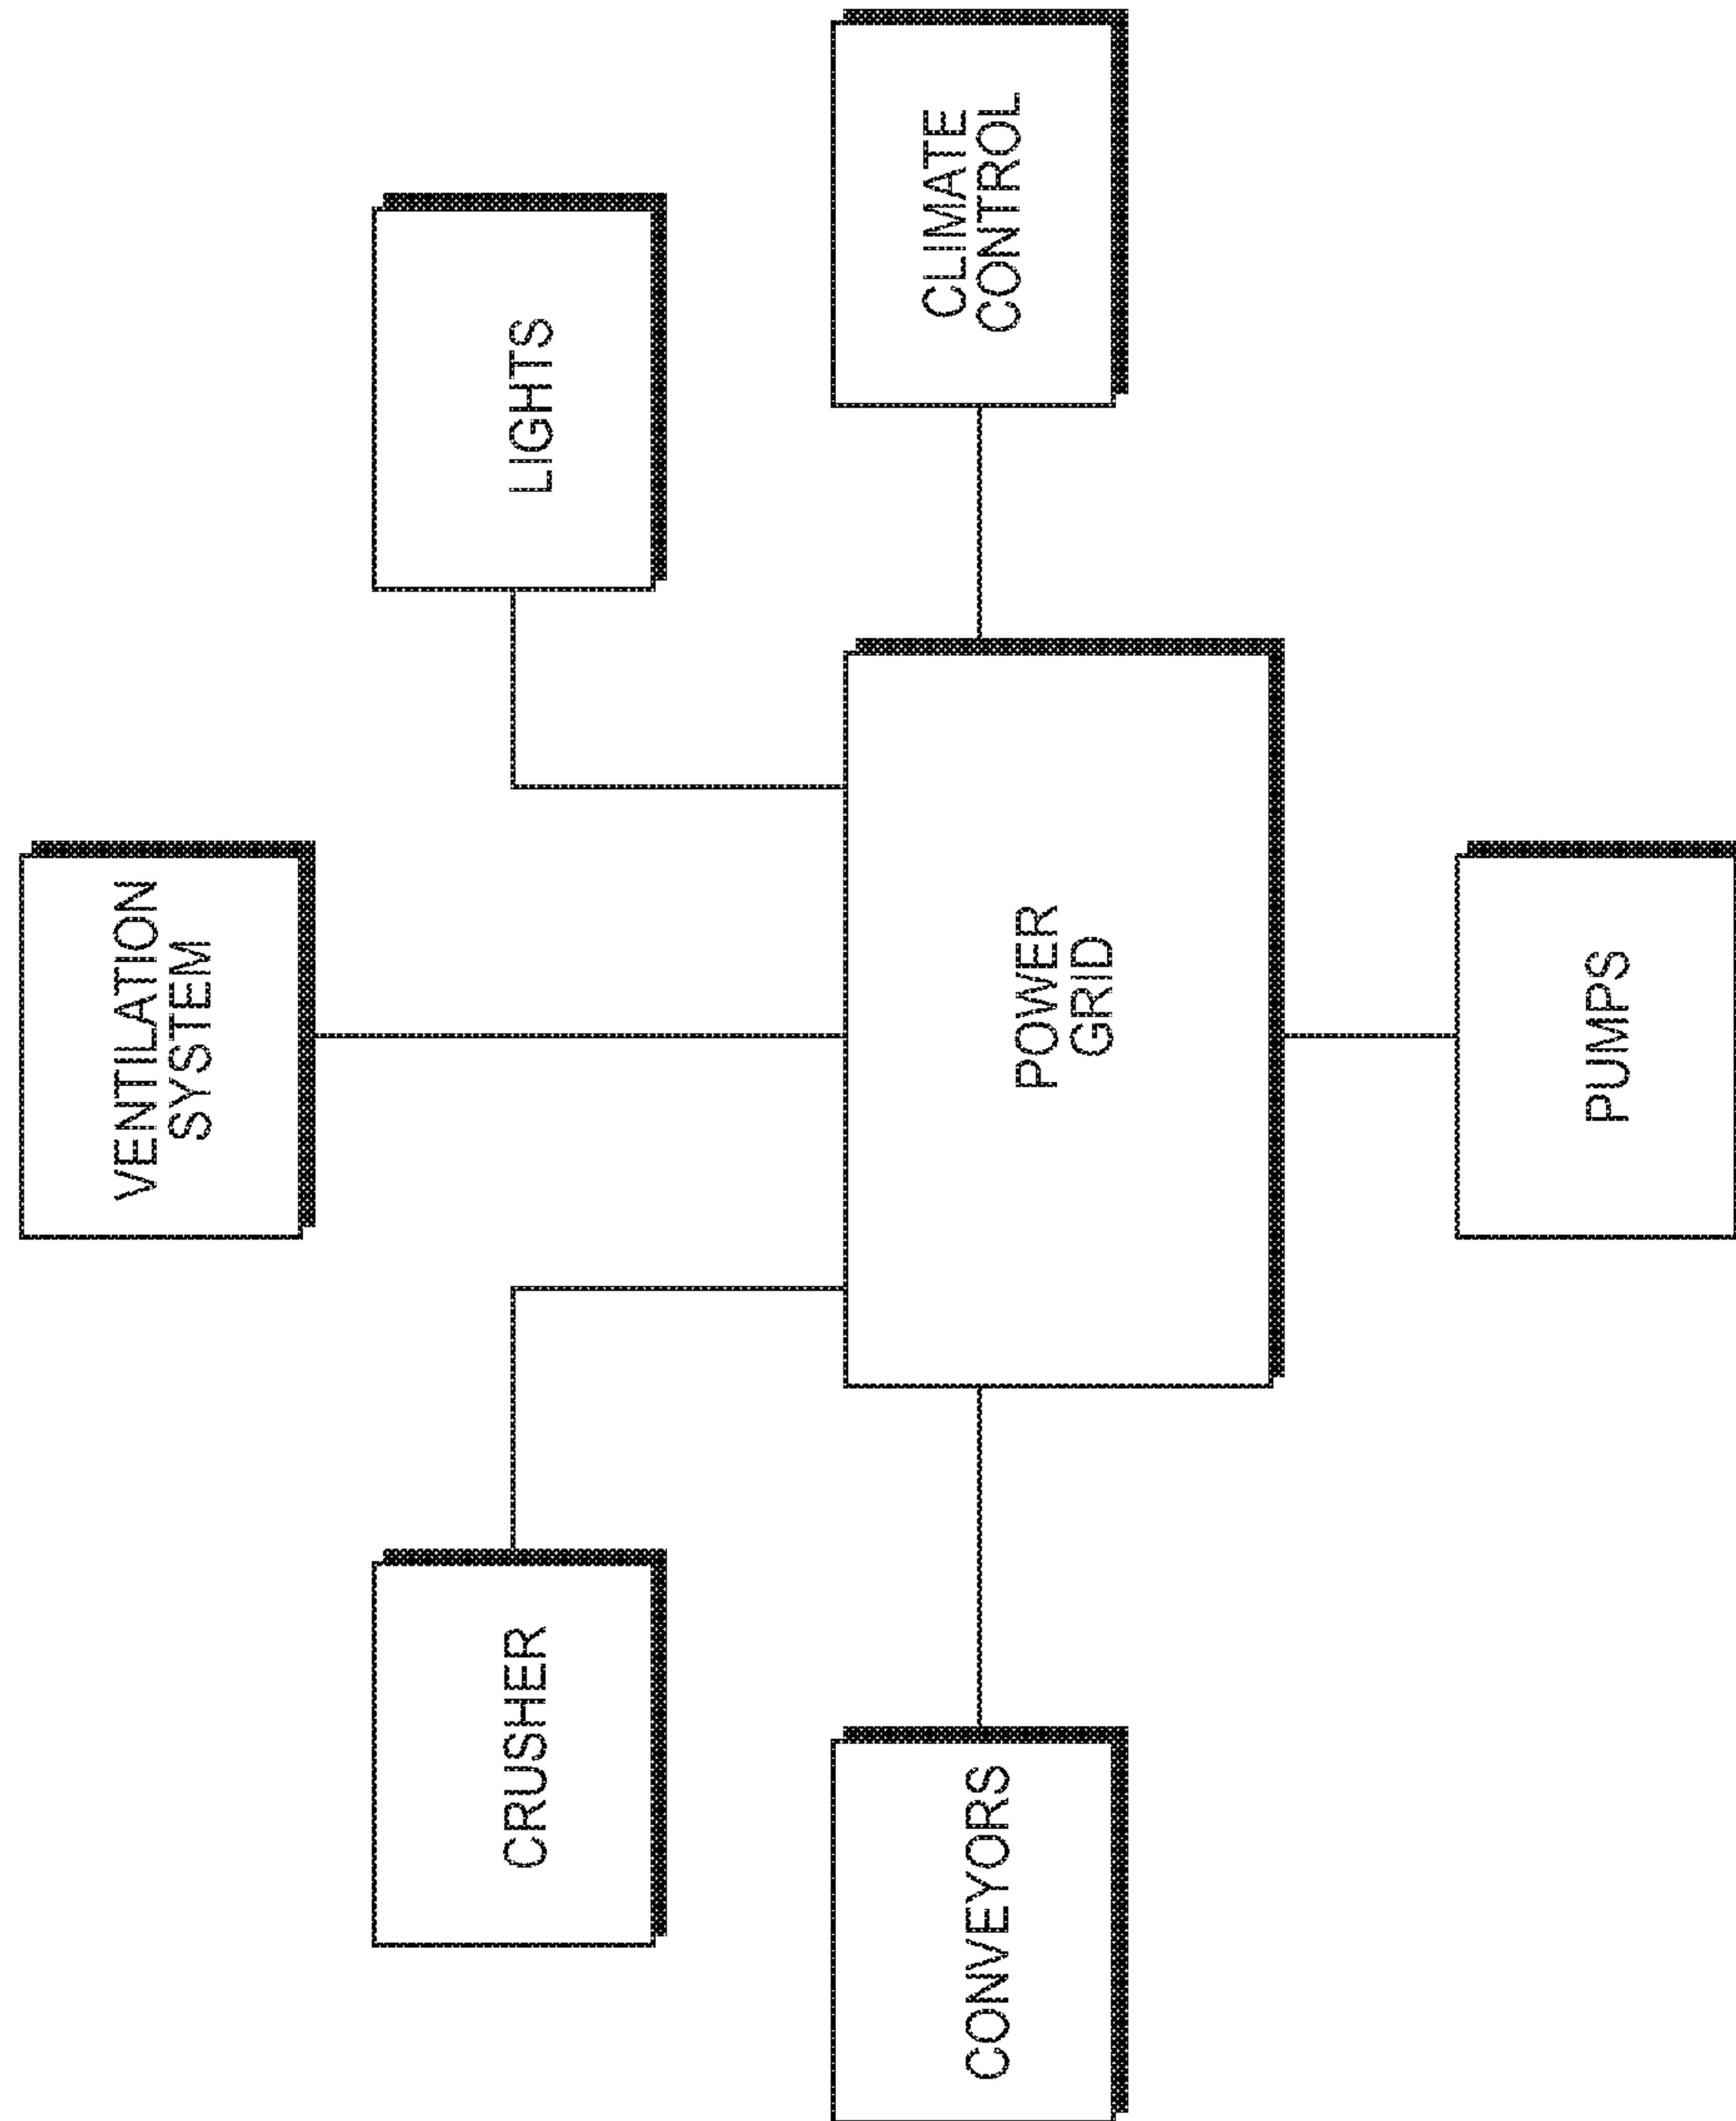 VENTILATION
SYSTEM
CRUSHER
LIGHTS
CONVEYORS
POWER
GRID
CLIMATE
CONTROL
PUMPS